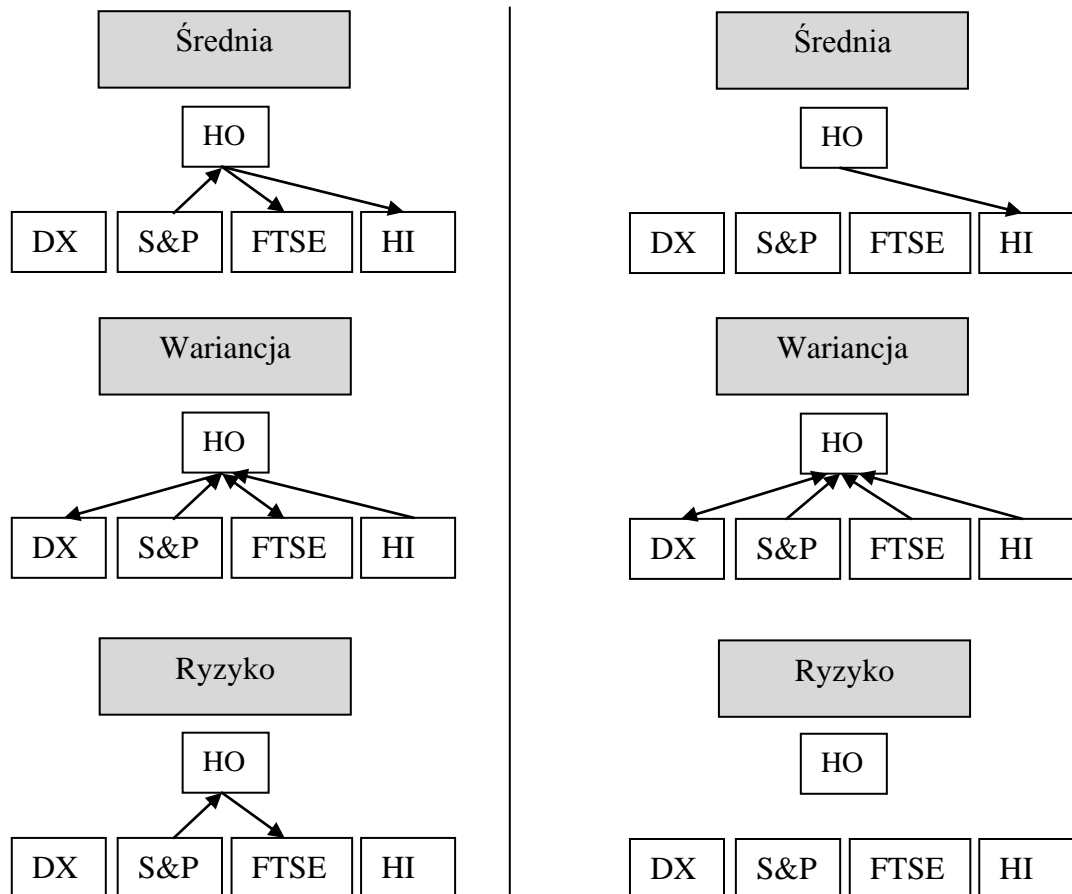 Średnia
HO
DX S&P FTSE HI
Wariancja
HO
DX S&P FTSE HI
Ryzyko
HO
DX S&P FTSE HI
Średnia
HO
DX S&P FTSE HI
Wariancja
HO
DX S&P FTSE HI
Ryzyko
HO
DX S&P FTSE HI